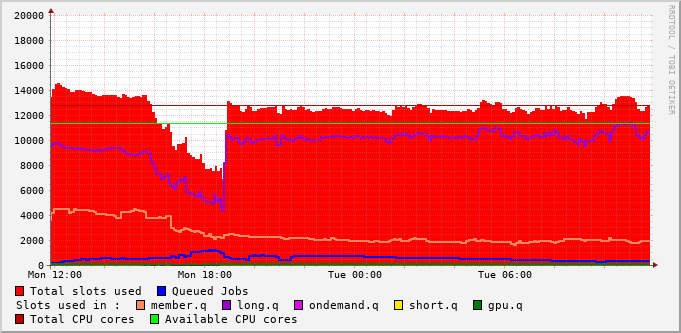 20000
18000
16000
14000
12000
10000
8000
6000
4000
2000
0
Mon 12:00 Mon 18:00 Tue 00:00 Tue 06:00
Total slots used Queued Jobs
Slots used in : member.q long.q ondemand.q short.q gpu.q
Total CPU cores Available CPU cores
RRDTOOL / TOBI OETIKER